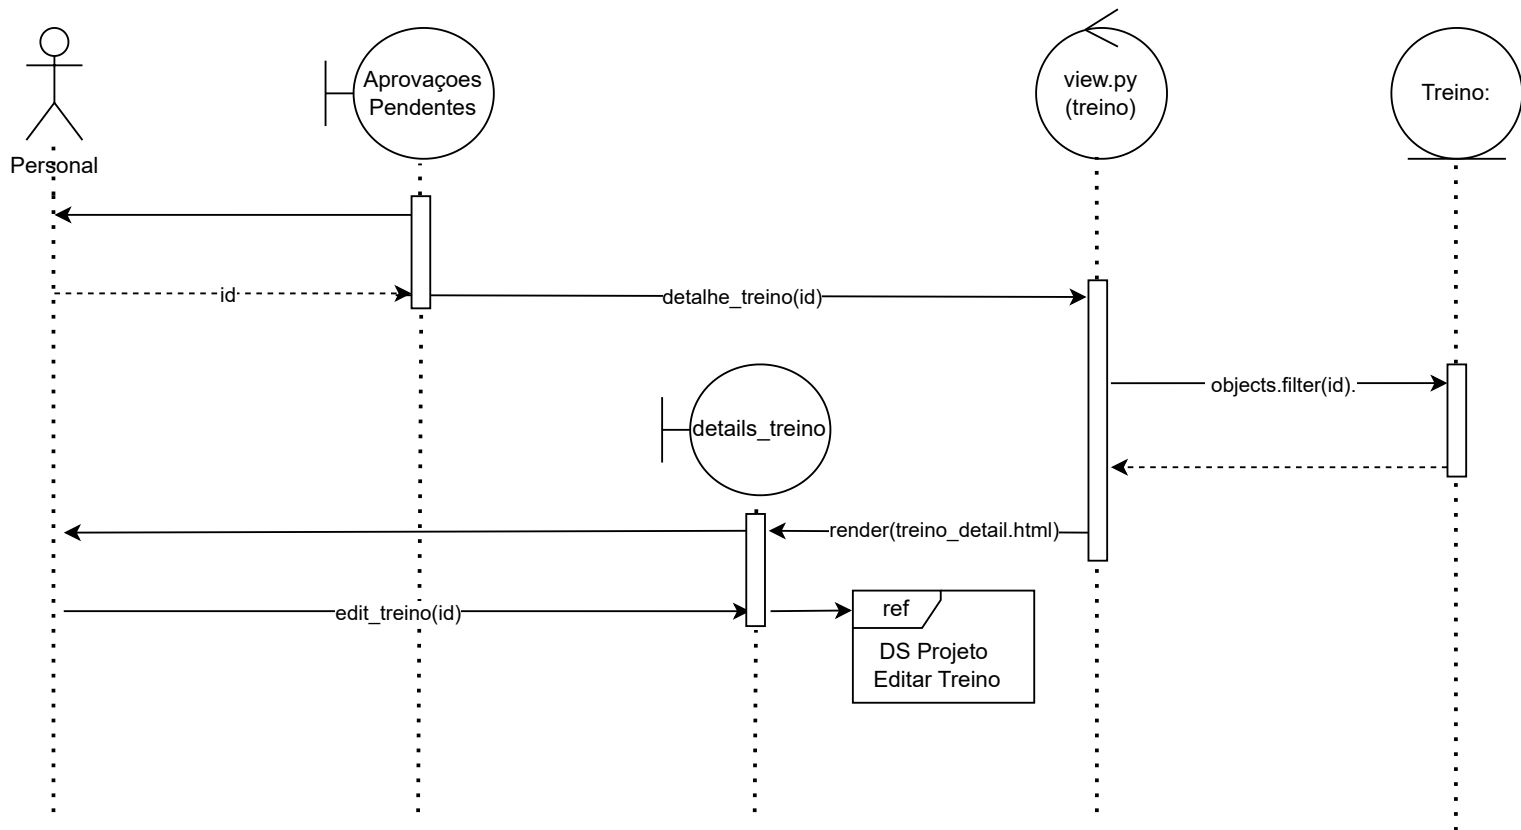 Aprovaçoes
Pendentes
view.py
(treino)
Treino:
Personal
id
detalhe_treino(id)
objects.filter(id).
details_treino
render(treino_detail.html)
edit_treino(id)
ref
DS Projeto
Editar Treino